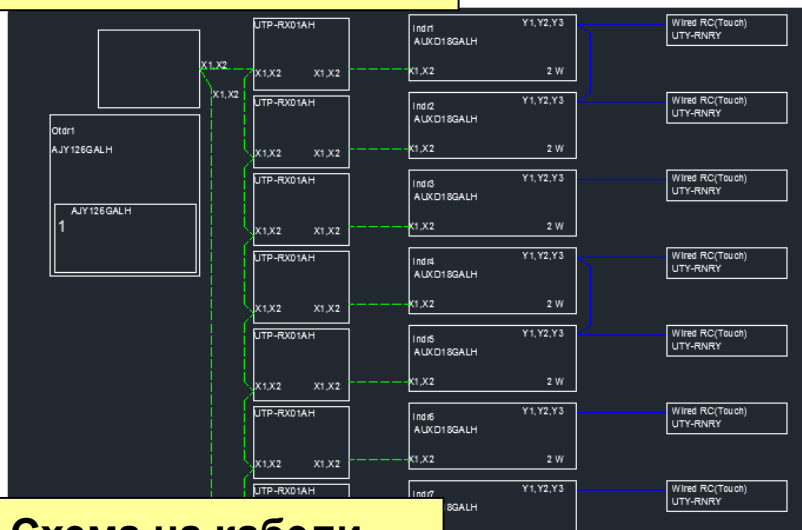 UTP-RX01AH
Indr1
AUXD18GALH
Y1,Y2,Y3
Wired RC(Touch)
UTY-RNRY
X1,X2
X1,X2
X1,X2
X1,X2
2 W
X1,X2
UTP-RX01AH
Indr2
AUXD18GALH
Y1,Y2,Y3
Wired RC(Touch)
UTY-RNRY
Otdr1
AJY126GALH
X1,X2
X1,X2
X1,X2
2 W
UTP-RX01AH
Indr3
AUXD18GALH
Y1,Y2,Y3
Wired RC(Touch)
UTY-RNRY
AJY126GALH
1
X1,X2
X1,X2
X1,X2
2 W
UTP-RX01AH
Indr4
AUXD18GALH
Y1,Y2,Y3
Wired RC(Touch)
UTY-RNRY
X1,X2
X1,X2
X1,X2
2 W
UTP-RX01AH
Indr5
AUXD18GALH
Y1,Y2,Y3
Wired RC(Touch)
UTY-RNRY
X1,X2
X1,X2
X1,X2
2 W
UTP-RX01AH
Indr6
AUXD18GALH
Y1,Y2,Y3
Wired RC(Touch)
UTY-RNRY
X1,X2
X1,X2
X1,X2
2 W
UTP-RX01AH
Indr7
18GALH
Y1,Y2,Y3
Wired RC(Touch)
UTY-RNRY
Схема на кабели